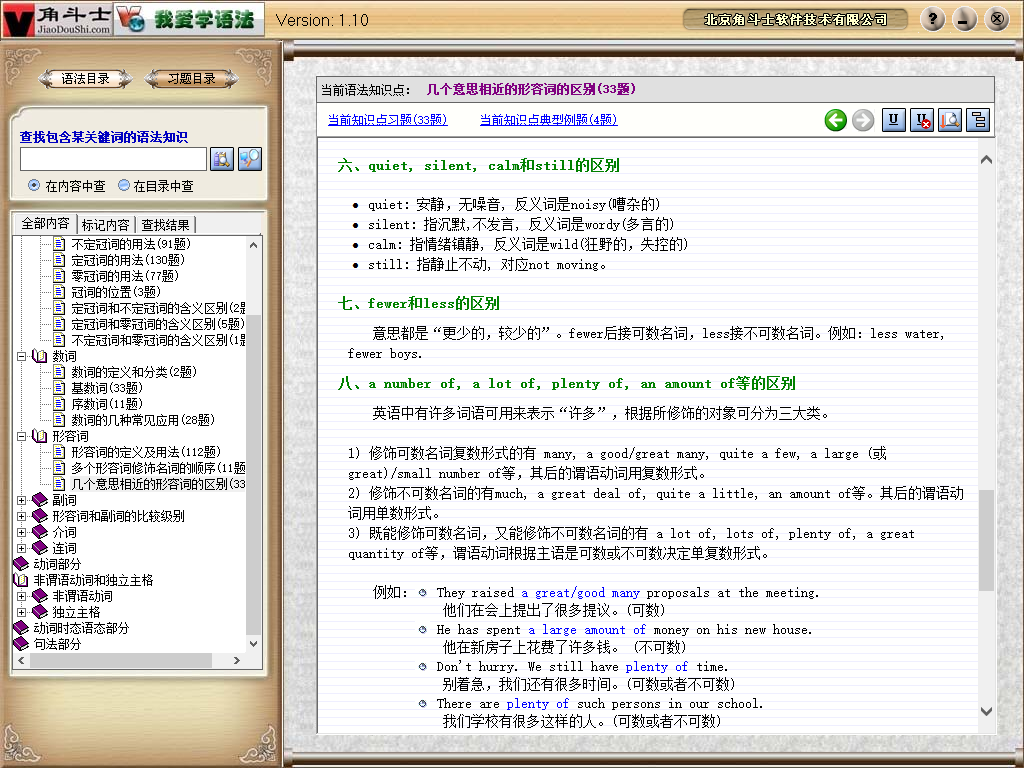 角斗士
JiaoDouShi.com
我爱学语法
Version: 1.10
北京角斗士软件技术有限公司
语法目录
习题目录
查找包含某关键词的语法知识
在内容中查
在目录中查
全部内容
标记内容
查找结果
不定冠词的用法(91题)
定冠词的用法(130题)
零冠词的用法(77题)
冠词的位置(3题)
定冠词和不定冠词的含义区别(2题
定冠词和零冠词的含义区别(5题)
不定冠词和零冠词的含义区别(1题
数词
数词的定义和分类(2题)
基数词(33题)
序数词(11题)
数词的几种常见应用(28题)
形容词
形容词的定义及用法(112题)
多个形容词修饰名词的顺序(11题
几个意思相近的形容词的区别(33
副词
形容词和副词的比较级别
介词
连词
动词部分
非谓语动词和独立主格
非谓语动词
独立主格
动词时态语态部分
句法部分
当前语法知识点： 几个意思相近的形容词的区别(33题)
当前知识点习题(33题)
当前知识点典型例题(4题)
六、quiet, silent, calm和still的区别
quiet：安静，无噪音，反义词是noisy(嘈杂的)
silent：指沉默,不发言，反义词是wordy(多言的)
calm：指情绪镇静，反义词是wild(狂野的，失控的)
still：指静止不动，对应not moving。
七、fewer和less的区别
意思都是“更少的，较少的”。fewer后接可数名词，less接不可数名词。例如：less water,
fewer boys.
八、a number of, a lot of, plenty of, an amount of等的区别
英语中有许多词语可用来表示“许多”，根据所修饰的对象可分为三大类。
1) 修饰可数名词复数形式的有 many, a good/great many, quite a few, a large (或
great)/small number of等，其后的谓语动词用复数形式。
2) 修饰不可数名词的有much, a great deal of, quite a little, an amount of等。其后的谓语动
词用单数形式。
3) 既能修饰可数名词，又能修饰不可数名词的有 a lot of, lots of, plenty of, a great
quantity of等，谓语动词根据主语是可数或不可数决定单复数形式。
例如： They raised a great/good many proposals at the meeting.
他们在会上提出了很多提议。(可数)
He has spent a large amount of money on his new house.
他在新房子上花费了许多钱。 (不可数)
Don't hurry. We still have plenty of time.
别着急，我们还有很多时间。(可数或者不可数)
There are plenty of such persons in our school.
我们学校有很多这样的人。(可数或者不可数)